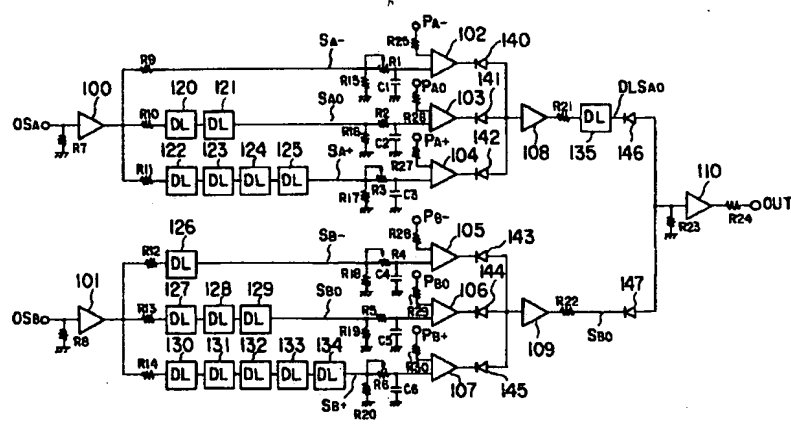 PA-
SA-
R25
102
140
R9
R1
100
120
121
R15
C1
PA0
141
SA0
103
DLSA0
OSA
R10
DL
DL
R2
R26
R21
DL
R7
R16
C2
PA+
142
108
135
146
122
123
124
125
SA+
R27
104
R11
DL
DL
DL
DL
R3
110
R17
C3
OUT
PB-
R23
R24
126
SB-
R28
105
143
R12
DL
R4
101
127
128
129
R18
C4
PB0
144
SB0
106
147
OSB
R13
DL
DL
DL
R5
R29
R22
R8
R19
C5
PB+
109
SB0
130
131
132
133
134
R30
R14
DL
DL
DL
DL
DL
R6
107
145
SB+
R20
C6